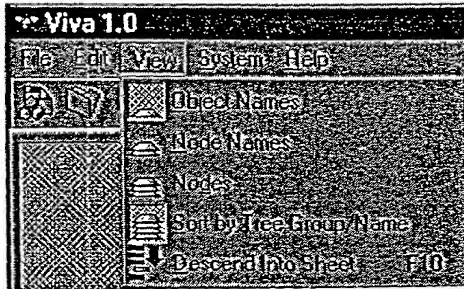 Viva 1.0
File Edit View System Help
Object Names
Node Names
Nodes
Sort by Tree Group/Name
Descend Into Sheet F10